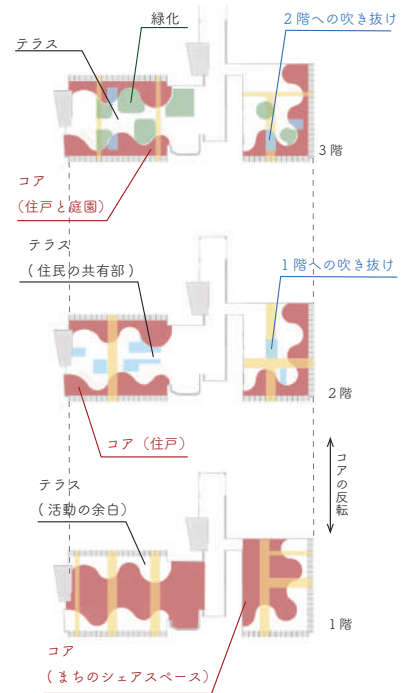 緑化
2階への吹き抜け
テラス
3階
コア
(住戸と庭園)
テラス
(住民の共有部)
1階への吹き抜け
2階
コア(住戸)
コアの反転
テラス
(活動の余白)
1階
コア
(まちのシェアスペース)